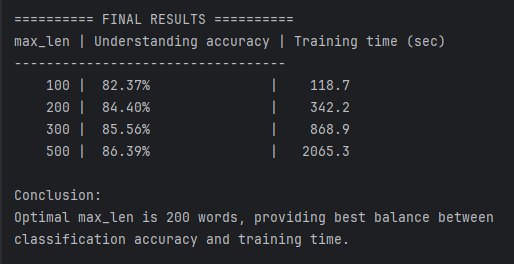 ========== FINAL RESULTS ==========
max_len | Understanding accuracy | Training time (sec)
----------------------------------
100 | 82.37% | 118.7
200 | 84.40% | 342.2
300 | 85.56% | 868.9
500 | 86.39% | 2065.3
Conclusion:
Optimal max_len is 200 words, providing best balance between
classification accuracy and training time.